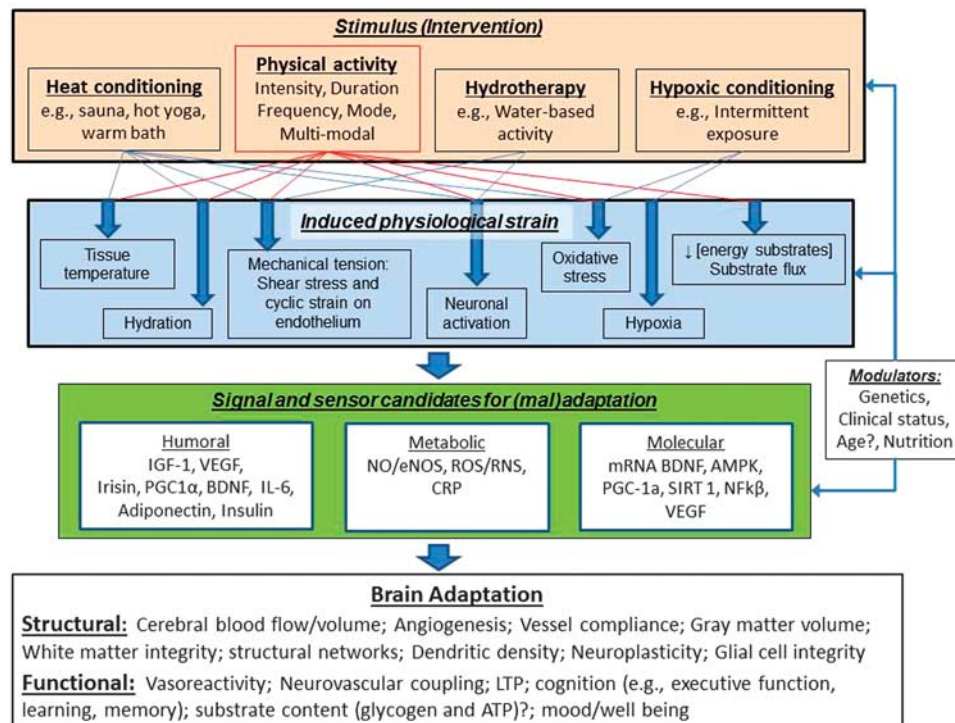 Stimulus (Intervention)
Heat conditioning
e.g., sauna, hot yoga,
warm bath
Physical activity
Intensity, Duration
Frequency, Mode,
Multi-modal
Hydrotherapy
e.g., Water-based
activity
Hypoxic conditioning
e.g., Intermittent
exposure
Induced physiological strain
Tissue
temperature
Hydration
Mechanical tension:
Shear stress and
cyclic strain on
endothelium
Neuronal
activation
Oxidative
stress
Hypoxia
↓ [energy substrates]
Substrate flux
Modulators:
Genetics,
Clinical status,
Age?, Nutrition
Signal and sensor candidates for (mal)adaptation
Humoral
IGF-1, VEGF,
Irisin, PGC1α, BDNF, IL-6,
Adiponectin, Insulin
Metabolic
NO/eNOS, ROS/RNS,
CRP
Molecular
mRNA BDNF, AMPK,
PGC-1a, SIRT 1, NFkβ,
VEGF
Brain Adaptation
Structural: Cerebral blood flow/volume; Angiogenesis; Vessel compliance; Gray matter volume;
White matter integrity; structural networks; Dendritic density; Neuroplasticity; Glial cell integrity
Functional: Vasoreactivity; Neurovascular coupling; LTP; cognition (e.g., executive function,
learning, memory); substrate content (glycogen and ATP)?; mood/well being